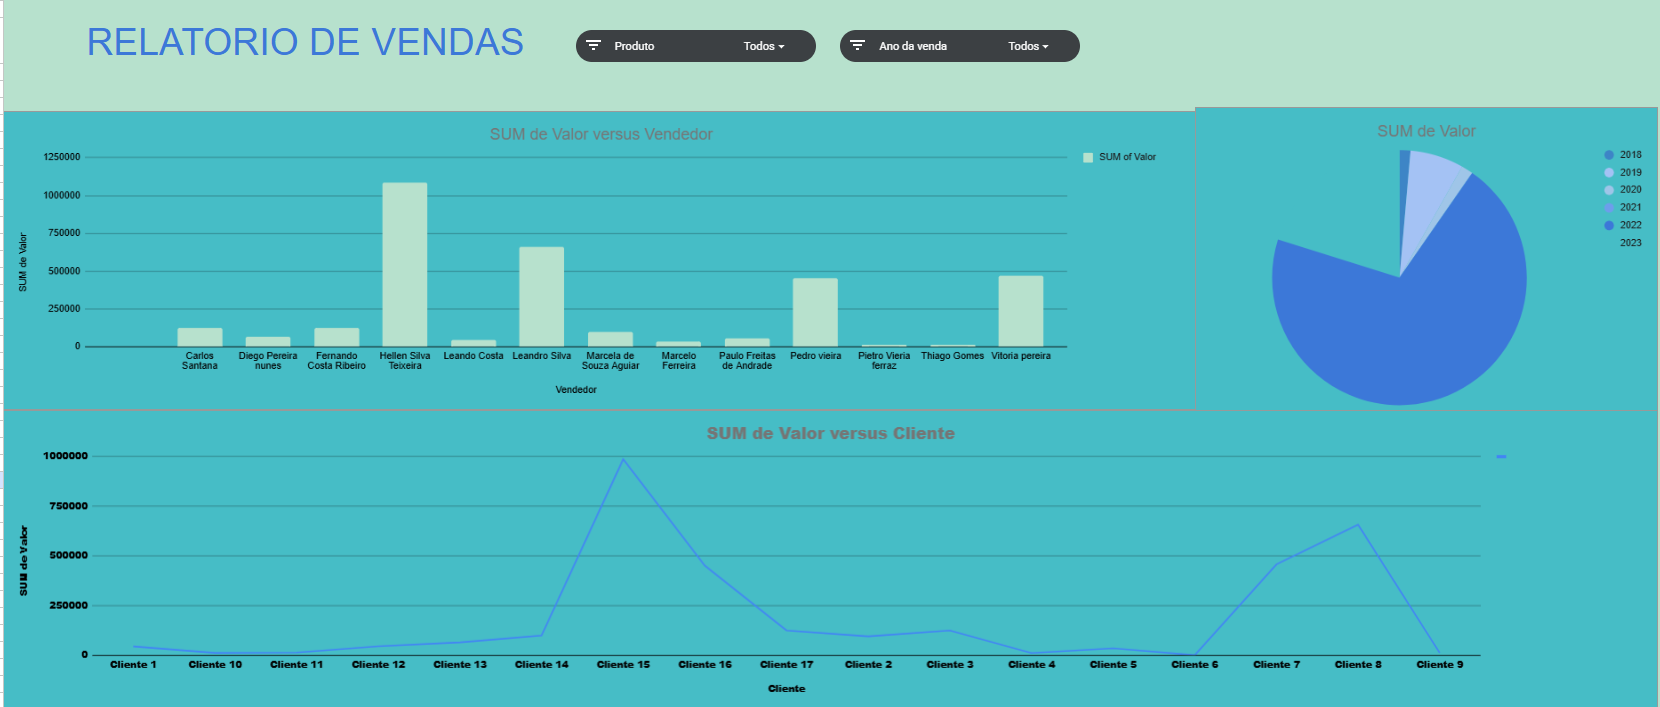 RELATORIO DE VENDAS
Produto Todos
Ano da venda Todos
SUM de Valor versus Vendedor
1250000
1000000
750000
500000
250000
0
SUM de Valor
SUM of Valor
Carlos
Santana
Diego Pereira
nunes
Fernando
Costa Ribeiro
Hellen Silva
Teixeira
Leando Costa
Leandro Silva
Marcela de
Souza Aguiar
Marcelo
Ferreira
Paulo Freitas
de Andrade
Pedro vieira
Pietro Vieria
ferraz
Thiago Gomes
Vitoria pereira
Vendedor
SUM de Valor
2018
2019
2020
2021
2022
2023
SUM de Valor versus Cliente
1000000
750000
500000
250000
0
SUM de Valor
Cliente 1
Cliente 10
Cliente 11
Cliente 12
Cliente 13
Cliente 14
Cliente 15
Cliente 16
Cliente 17
Cliente 2
Cliente 3
Cliente 4
Cliente 5
Cliente 6
Cliente 7
Cliente 8
Cliente 9
Cliente